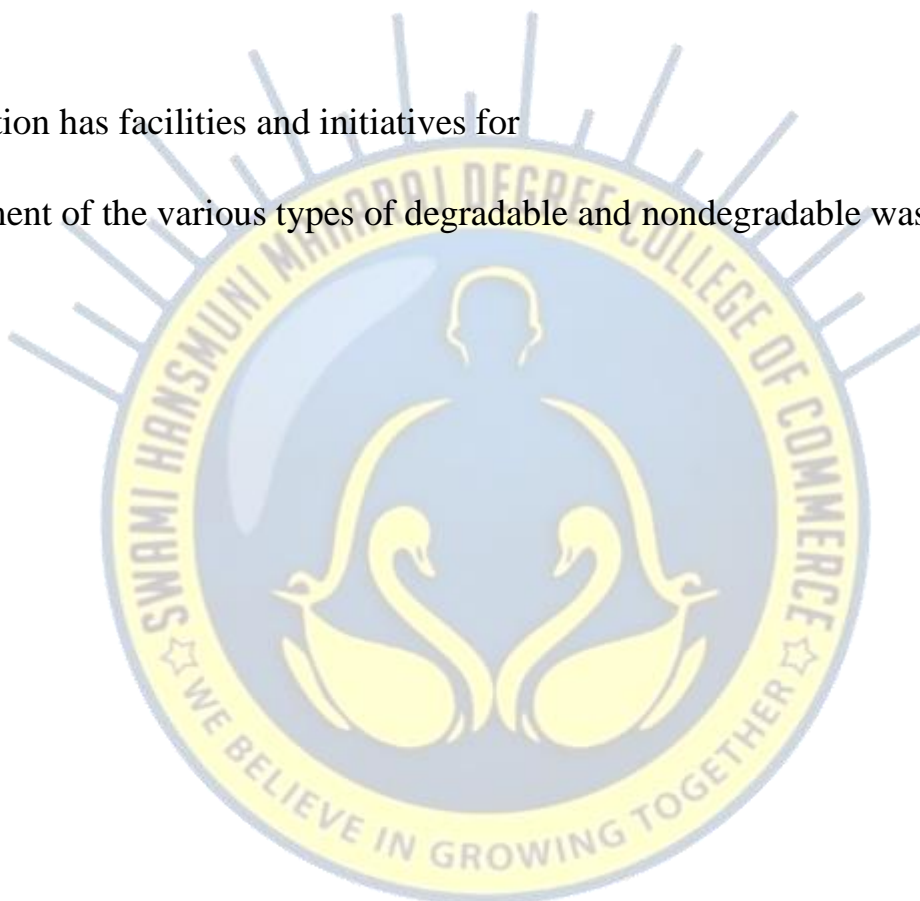 tion has facilities and initiatives for
ment of the various types of degradable and nondegradable was
SWAMI HANSMUNI MAHARAJ DEGREE COLLEGE OF COMMERCE
WE BELIEVE IN GROWING TOGETHER